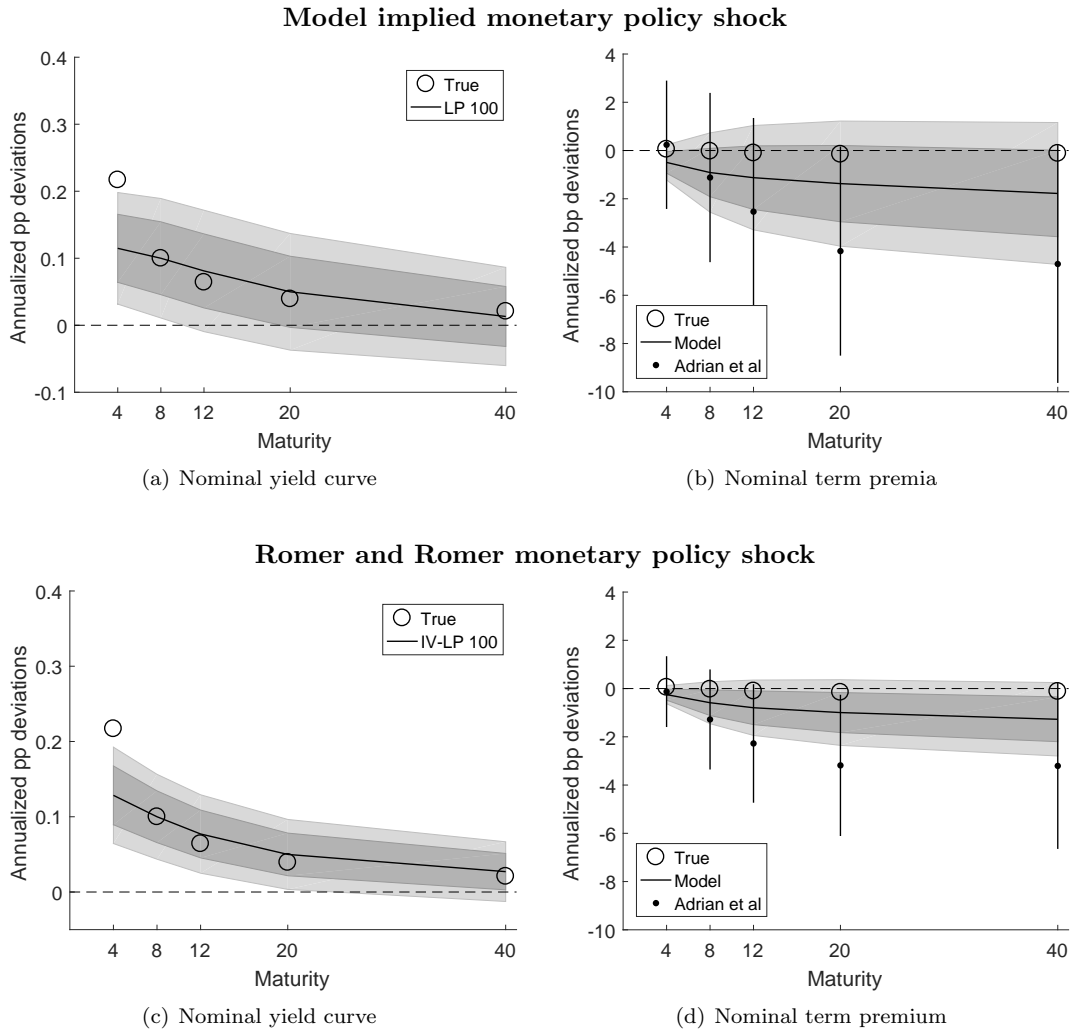 Model implied monetary policy shock
Annualized pp deviations
0.4
0.3
0.2
0.1
0
-0.1
True
LP 100
4 8 12 20 40
Maturity
(a) Nominal yield curve
Annualized bp deviations
4
2
0
-2
-4
-6
-8
-10
True
Model
Adrian et al
4 8 12 20 40
Maturity
(b) Nominal term premia
Romer and Romer monetary policy shock
Annualized pp deviations
0.4
0.3
0.2
0.1
0
True
IV-LP 100
4 8 12 20 40
Maturity
(c) Nominal yield curve
Annualized bp deviations
4
2
0
-2
-4
-6
-8
-10
True
Model
Adrian et al
4 8 12 20 40
Maturity
(d) Nominal term premium